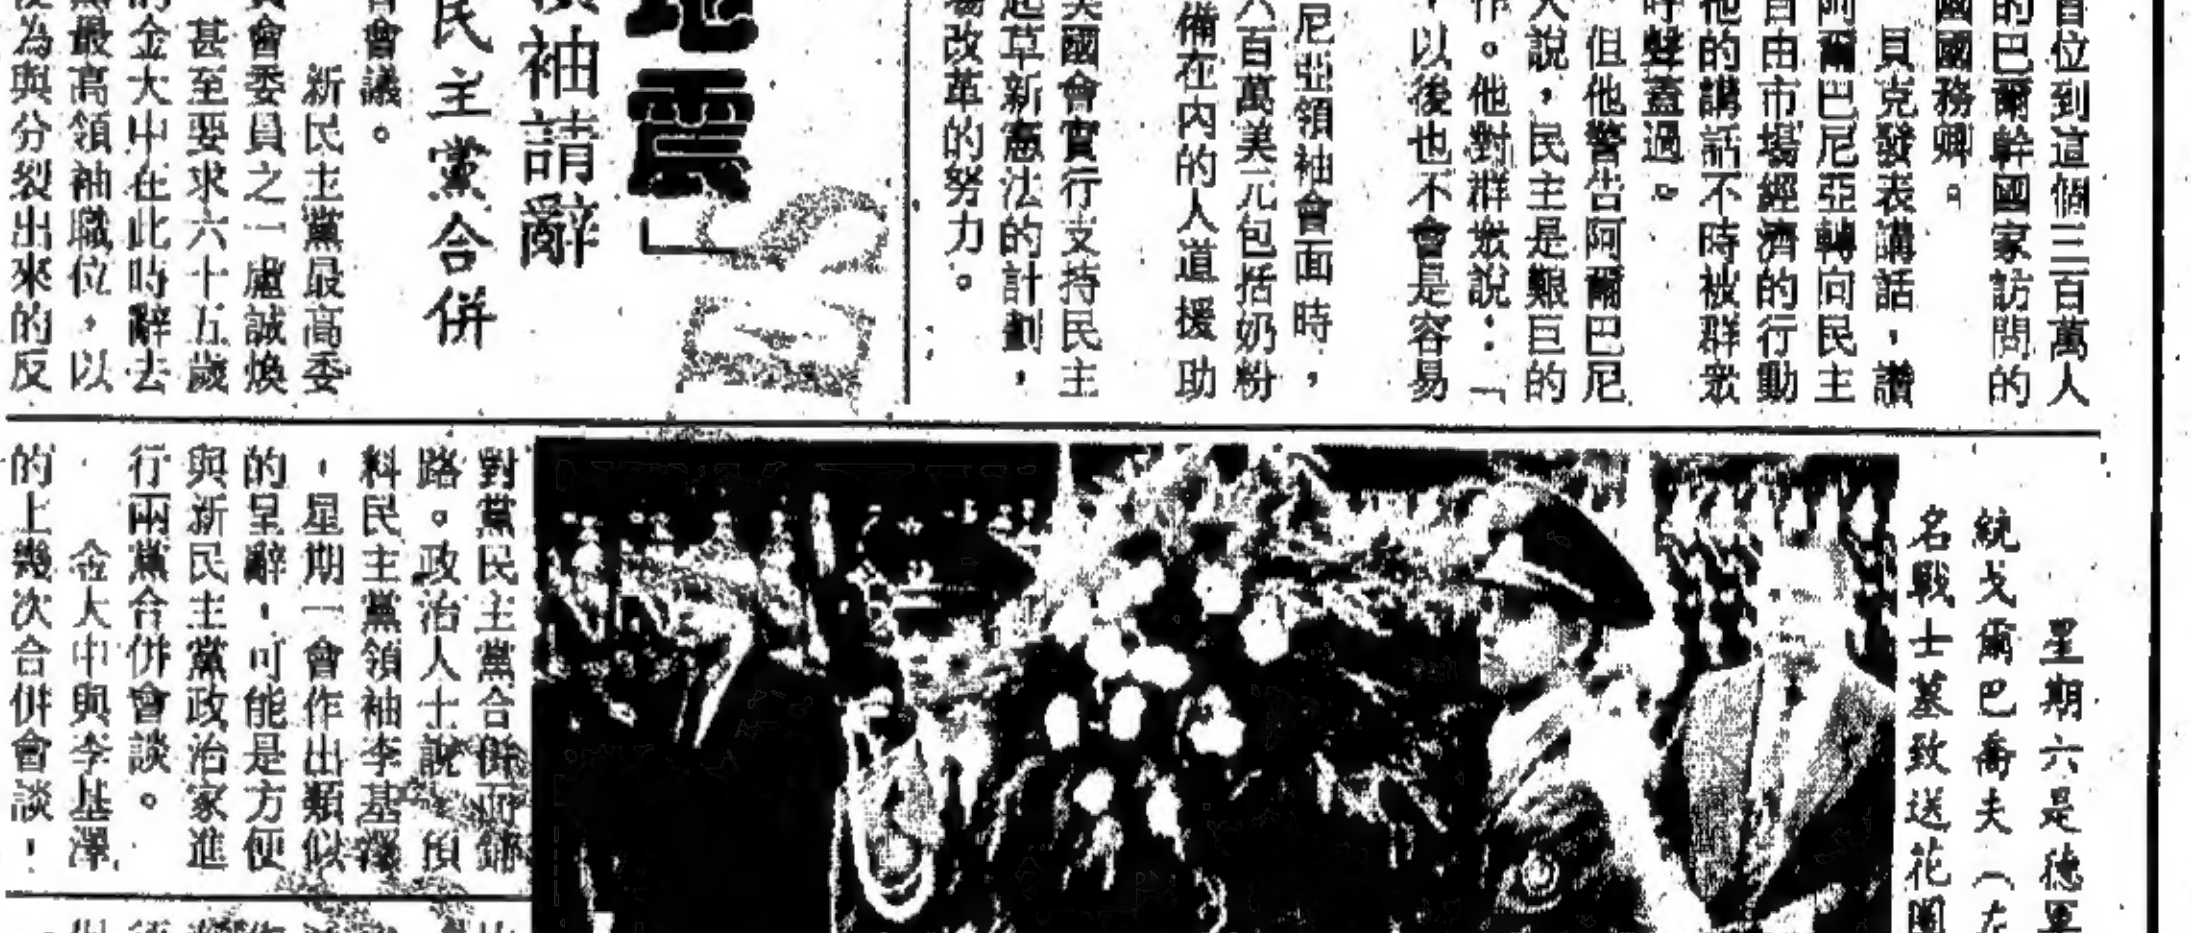 首位到這個三百萬人
的巴爾幹國家訪問的
國國務卿。
貝克發表講話,讚
阿爾巴尼亞轉向民主
自由市場經濟的行動
他的講話不時被群眾
呼聲蓋過。
但他警告阿爾巴尼
人說,民主是艱巨的
作。他對群眾說:「
,以後也不會是容易
尼亞領袖會面時,
六百萬美元包括奶粉
備在內的人道援助
美國會實行支持民主
起草新憲法的計劃,
場改革的努力。
地震」
領袖請辭
民主黨合併
會議。
新民主黨最高委
員會委員之一盧誠煥
甚至要求六十五歲
的金大中在此時辭去
黨最高領袖職位,以
為與分裂出來的反
對黨民主黨合併而鋪
路。政治人士說,預
料民主黨領袖李基澤
,星期一會作出類似
的呈辭,可能是方便
與新民主黨政治家進
行兩黨合併會談。
金大中與李基澤
的上幾次合併會談,
星期六是德軍
統戈爾巴喬夫(左
名戰士墓致送花圈